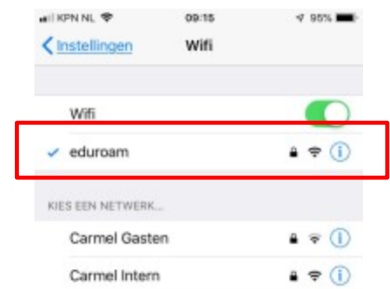 KPN NL 09:15 95%
Instellingen Wifi
Wifi
eduroam
KIES EEN NETWERK...
Carmel Gasten
Carmel Intern